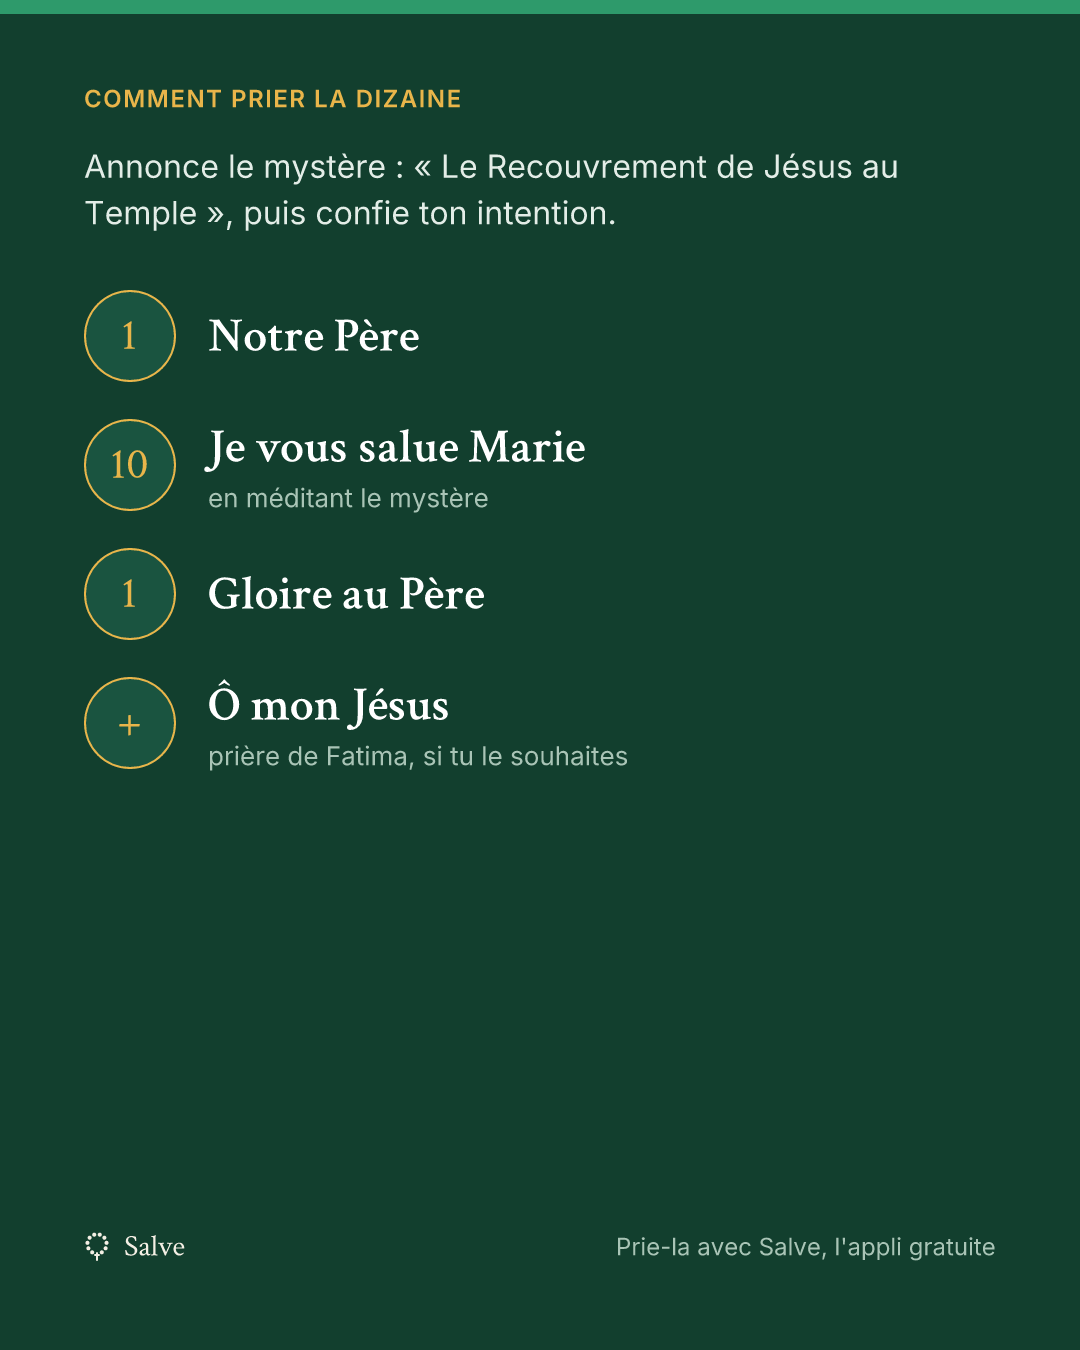 COMMENT PRIER LA DIZAINE
Annonce le mystère : « Le Recouvrement de Jésus au
Temple », puis confie ton intention.
1 Notre Père
10 Je vous salue Marie
en méditant le mystère
1 Gloire au Père
+ Ô mon Jésus
prière de Fatima, si tu le souhaites
Salve
Prie-la avec Salve, l'appli gratuite